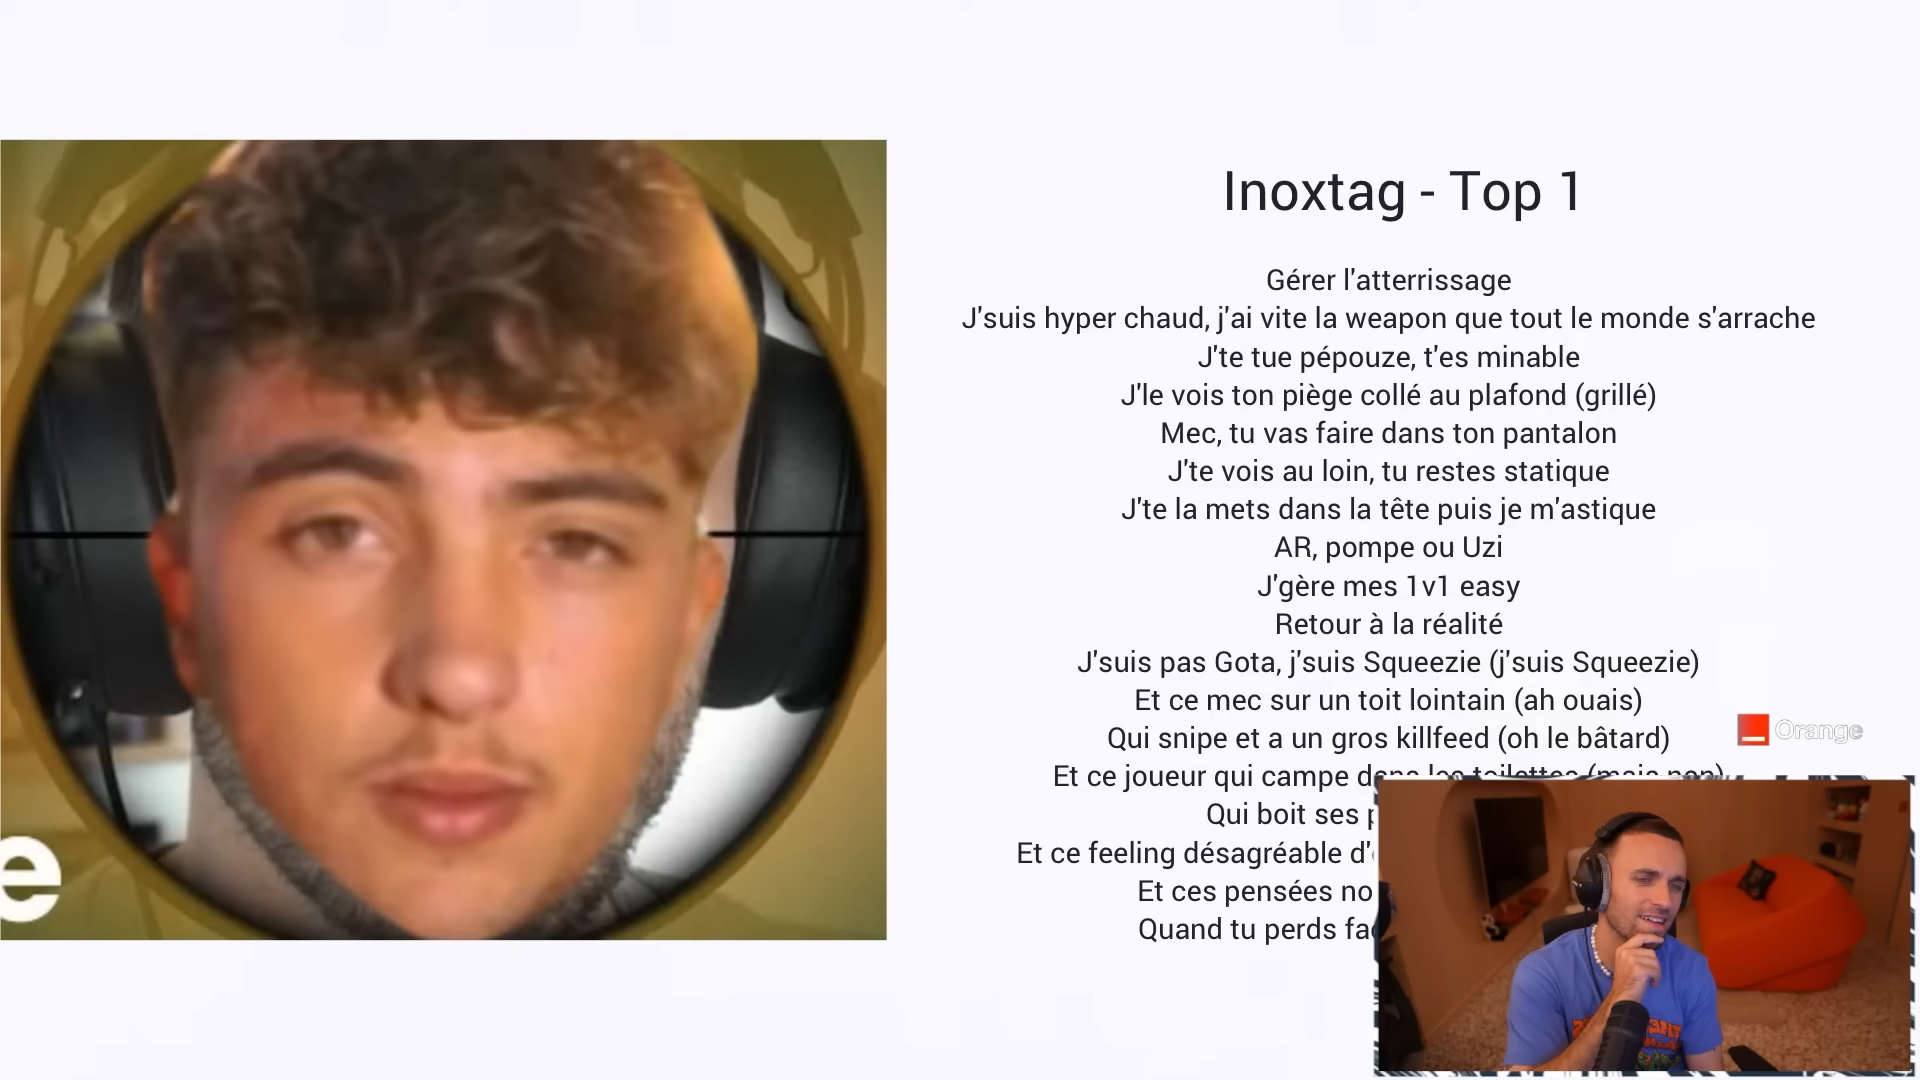 Inoxtag - Top 1
Gérer l'atterrissage
J'suis hyper chaud, j'ai vite la weapon que tout le monde s'arrache
J'te tue pépouze, t'es minable
J'le vois ton piège collé au plafond (grillé)
Mec, tu vas faire dans ton pantalon
J'te vois au loin, tu restes statique
J'te la mets dans la tête puis je m'astique
AR, pompe ou Uzi
J'gère mes 1v1 easy
Retour à la réalité
J'suis pas Gota, j'suis Squeezie (j'suis Squeezie)
Et ce mec sur un toit lointain (ah ouais)
Qui snipe et a un gros killfeed (oh le bâtard)
Et ce joueur qui campe dans les toilettes (mais non)
Qui boit ses
Et ce feeling désagréable
Et ces pensées
Quand tu perds
e
Orange